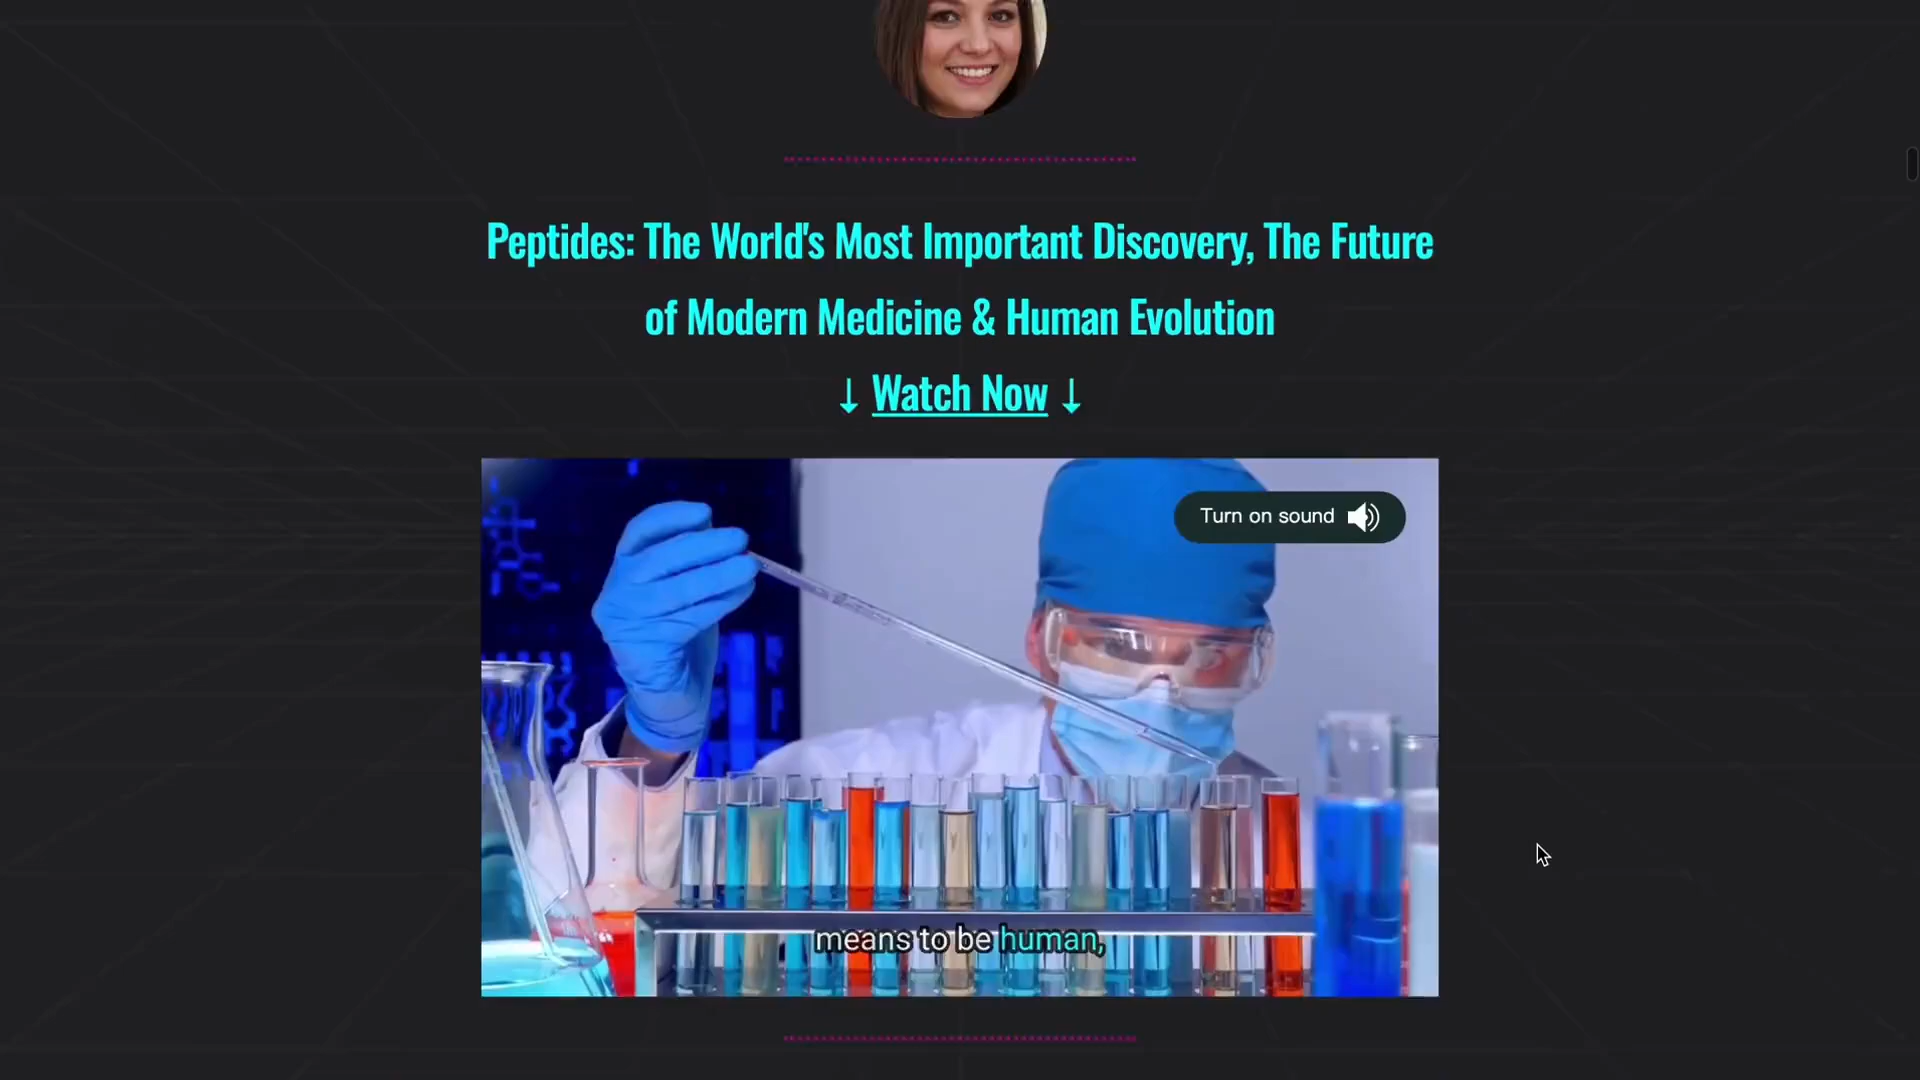 Peptides: The World's Most Important Discovery, The Future
of Modern Medicine & Human Evolution
↓ Watch Now ↓
Turn on sound
means to be human,